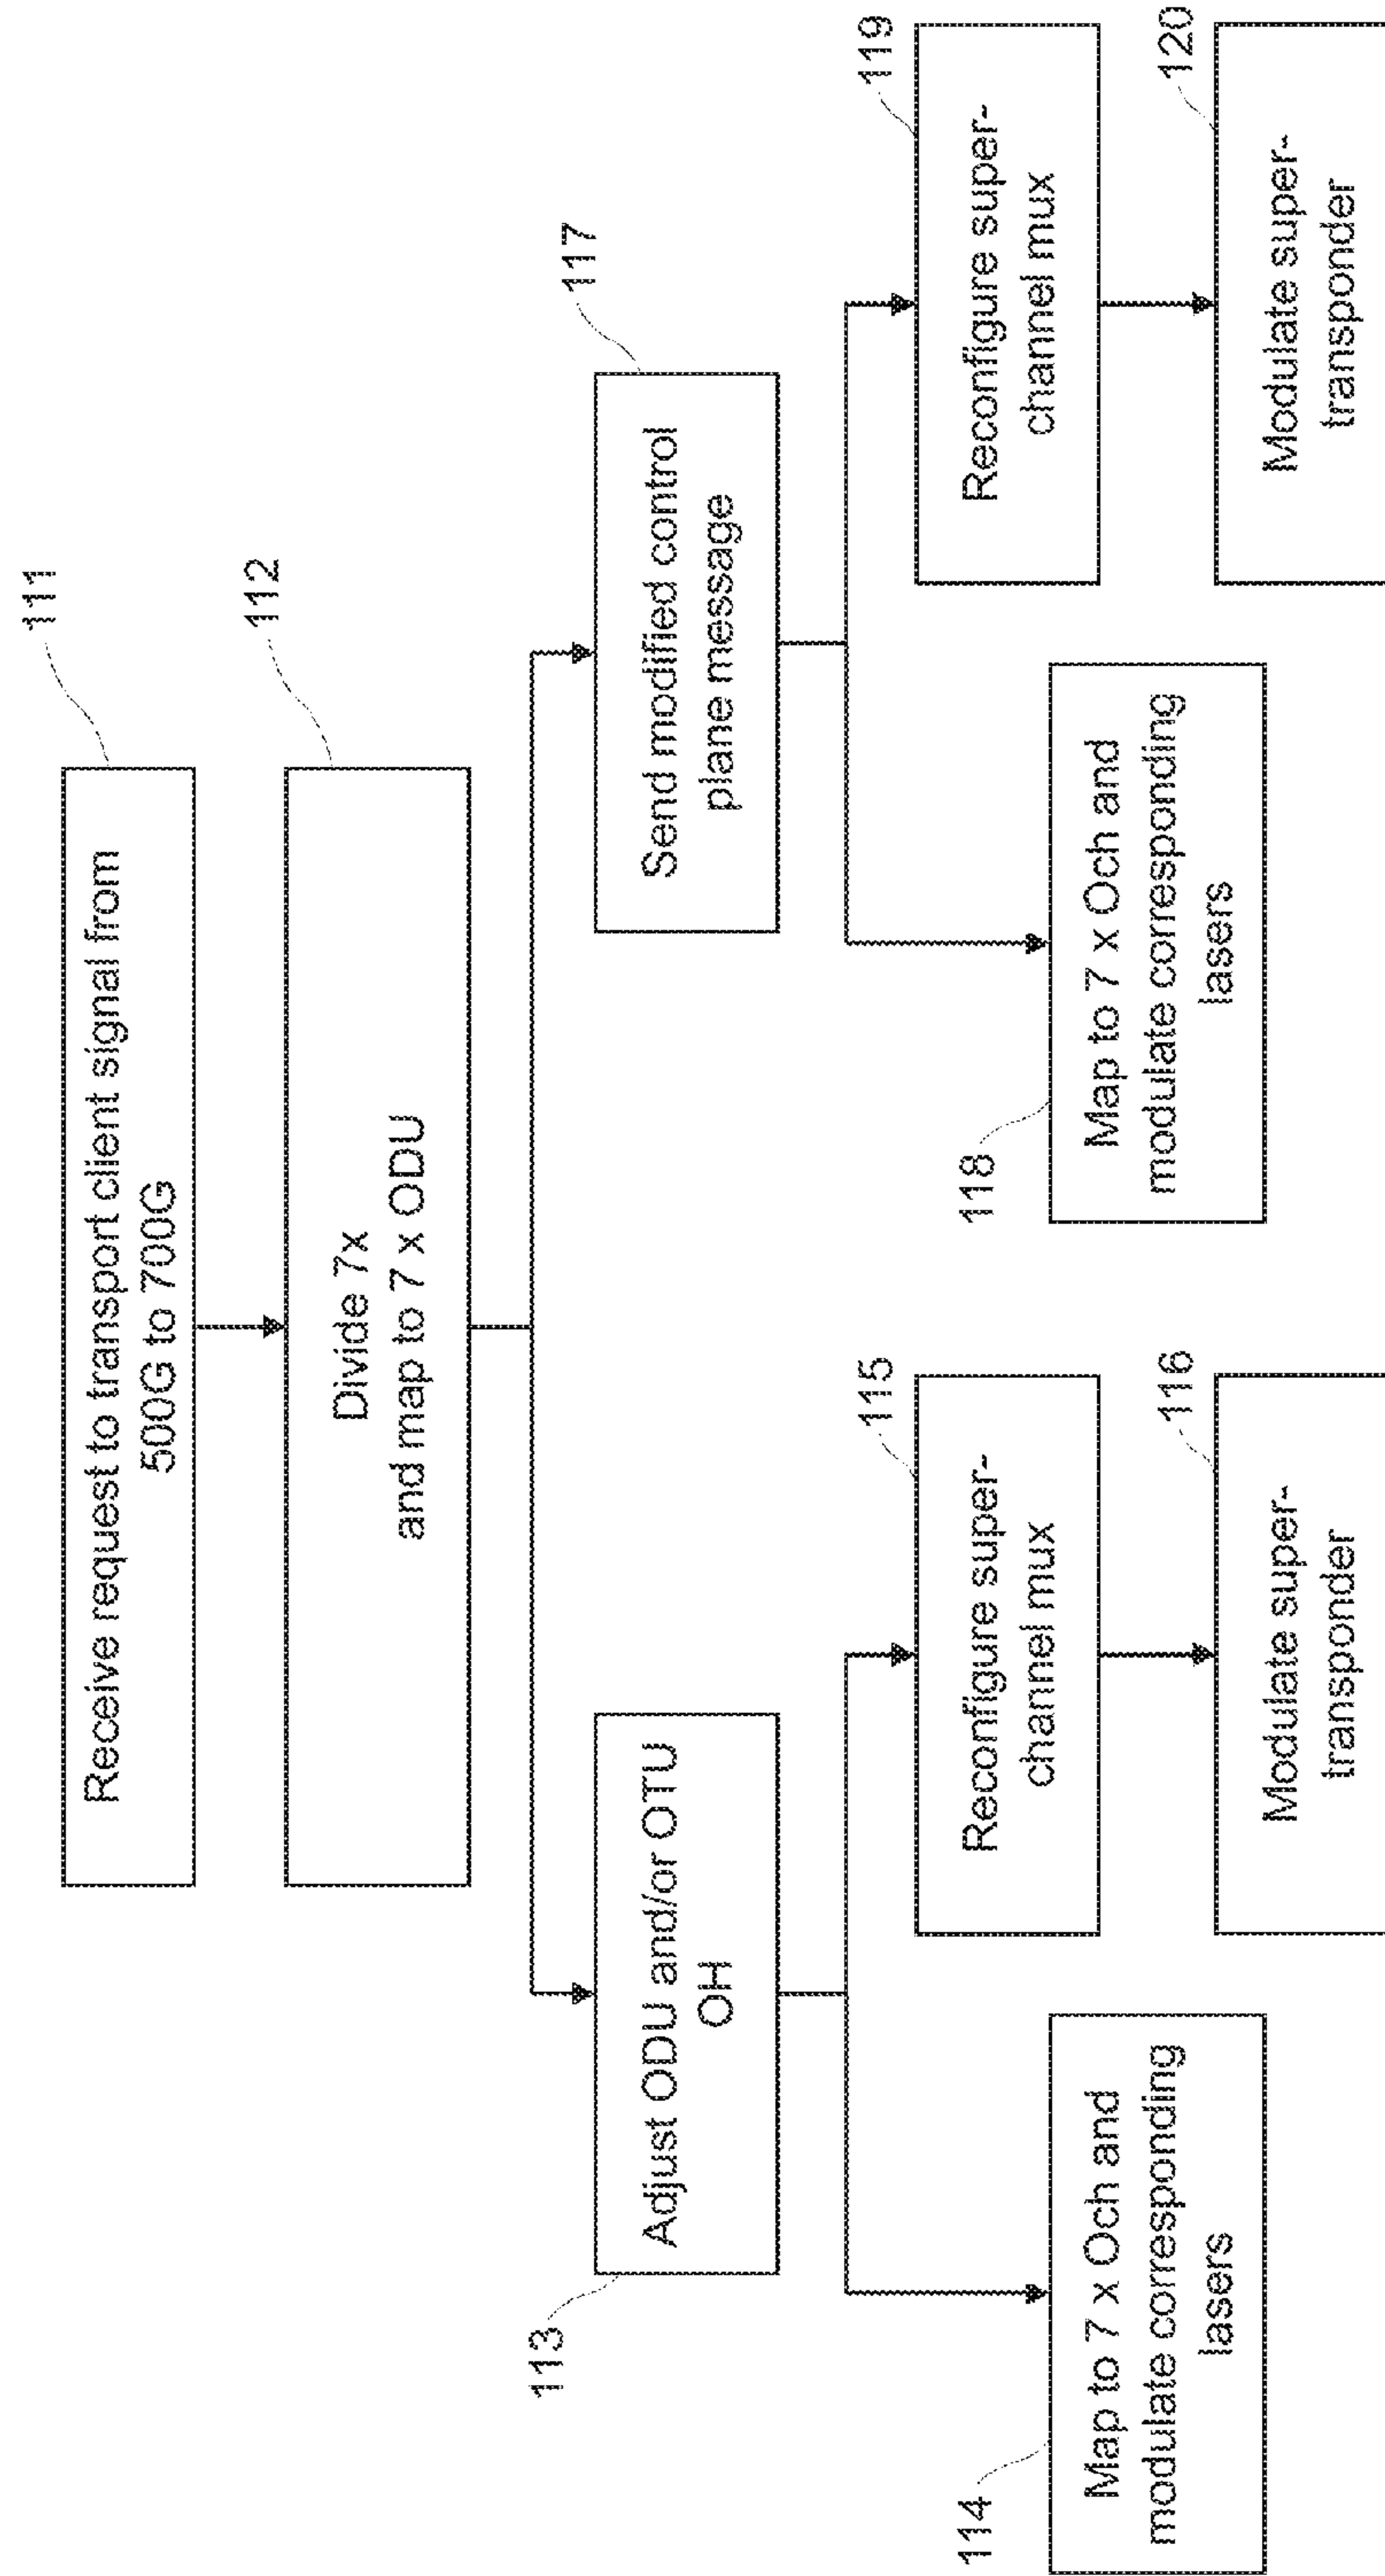 111
Receive request to transport client signal from
500G to 700G
112
Divide 7x
and map to 7 x ODU
113
Adjust ODU and/or OTU
OH
117
Send modified control
plane message
114
Map to 7 x Och and
modulate corresponding
lasers
115
Reconfigure super-
channel mux
116
Modulate super-
transponder
118
Map to 7 x Och and
modulate corresponding
lasers
119
Reconfigure super-
channel mux
120
Modulate super-
transponder